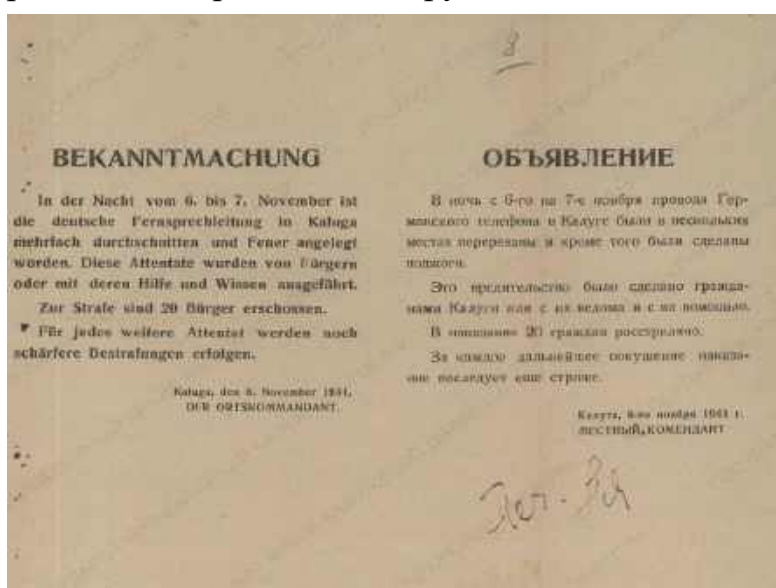 8
BEKANNTMACHUNG
In der Nacht vom 6. bis 7. November ist
die deutsche Fernsprechleitung in Kaluga
mehrfach durchschnitten und Feuer angelegt
worden. Diese Attentate wurden von Bürgern
oder mit deren Hilfe und Wissen ausgeführt.
Zur Strafe sind 20 Bürger erschossen.
Für jedes weitere Attentat werden noch
schärfere Bestrafungen erfolgen.
Kaluga, den 8. November 1941.
DER ORTSKOMMANDANT.
ОБЪЯВЛЕНИЕ
В ночь с 6-го на 7-е ноября провода Гер-
манского телефона в Калуге были в нескольких
местах перерезаны и кроме того были сделаны
поджоги.
Это вредительство было сделано гражда-
нами Калуги или с их ведома и с их помощью.
В наказание 20 граждан расстреляно.
За каждое дальнейшее покушение наказа-
ние последует еще строже.
Калуга, 8-го ноября 1941 г.
МЕСТНЫЙ КОМЕНДАНТ